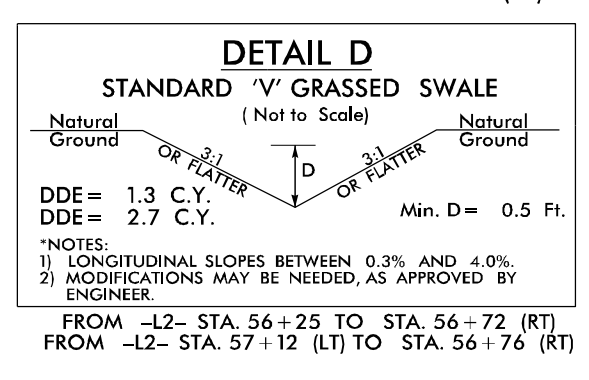 DETAIL D
STANDARD 'V' GRASSED SWALE
( Not to Scale)
Natural
Ground
3:1
OR FLATTER
D
3:1
OR FLATTER
Natural
Ground
DDE = 1.3 C.Y.
DDE = 2.7 C.Y.
Min. D = 0.5 Ft.
*NOTES:
1) LONGITUDINAL SLOPES BETWEEN 0.3% AND 4.0%.
2) MODIFICATIONS MAY BE NEEDED, AS APPROVED BY
ENGINEER.
FROM -L2- STA. 56+25 TO STA. 56+72 (RT)
FROM -L2- STA. 57+12 (LT) TO STA. 56+76 (RT)